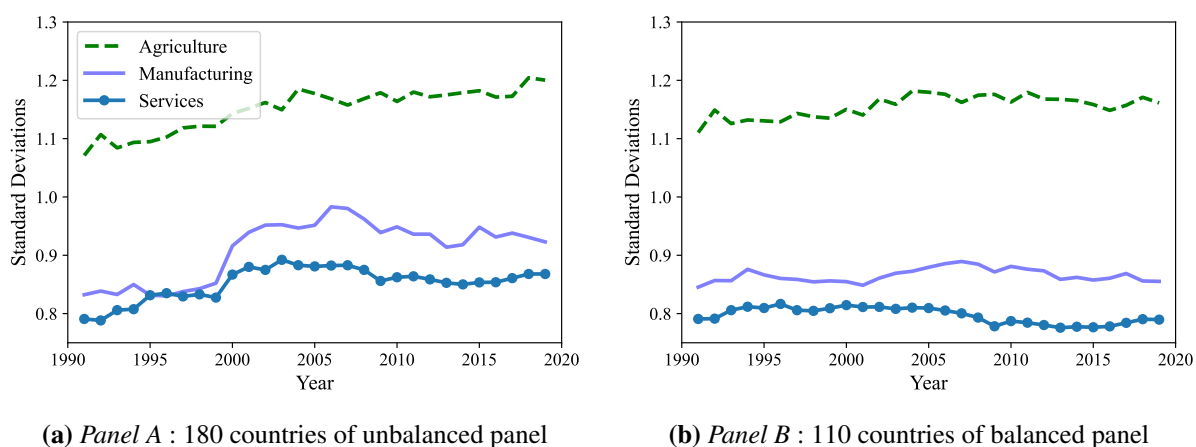 1.3
1.2
1.1
1.0
0.9
0.8
Standard Deviations
Agriculture
Manufacturing
Services
1990 1995 2000 2005 2010 2015 2020
Year
(a) Panel A : 180 countries of unbalanced panel
1.3
1.2
1.1
1.0
0.9
0.8
Standard Deviations
1990 1995 2000 2005 2010 2015 2020
Year
(b) Panel B : 110 countries of balanced panel